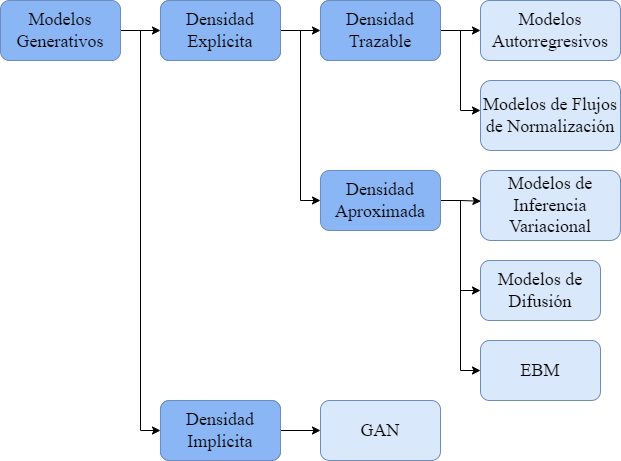 Modelos
Generativos
Densidad
Explicita
Densidad
Trazable
Modelos
Autorregresivos
Modelos de Flujos
de Normalización
Densidad
Aproximada
Modelos de
Inferencia
Variacional
Modelos de
Difusión
EBM
Densidad
Implicita
GAN